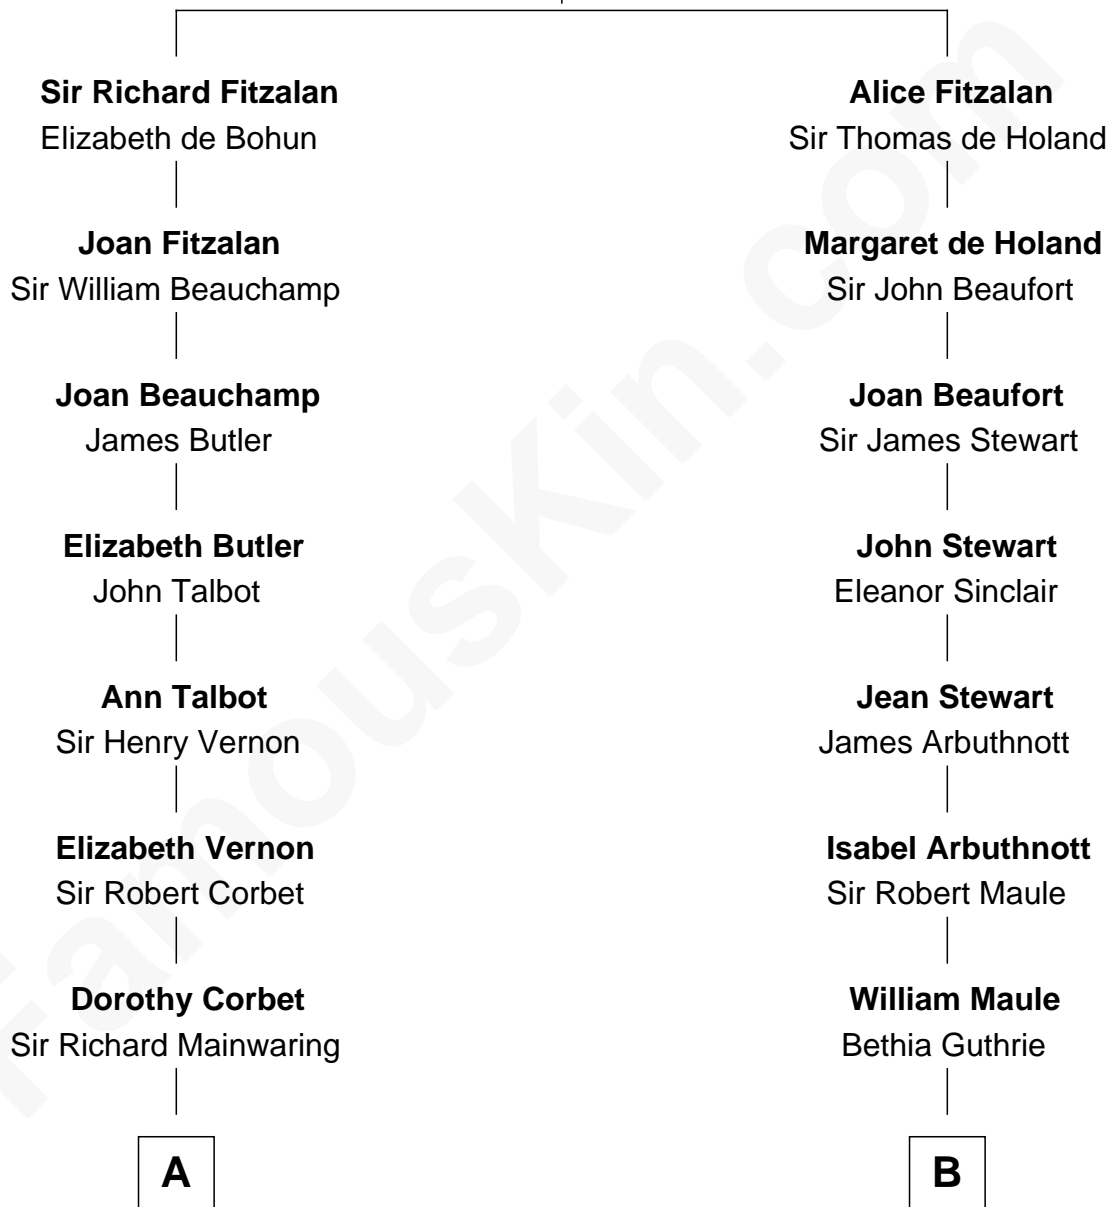 Sir Richard Fitzalan
Elizabeth de Bohun
Joan Fitzalan
Sir William Beauchamp
Joan Beauchamp
James Butler
Elizabeth Butler
John Talbot
Ann Talbot
Sir Henry Vernon
Elizabeth Vernon
Sir Robert Corbet
Dorothy Corbet
Sir Richard Mainwaring
A
Alice Fitzalan
Sir Thomas de Holand
Margaret de Holand
Sir John Beaufort
Joan Beaufort
Sir James Stewart
John Stewart
Eleanor Sinclair
Jean Stewart
James Arbuthnott
Isabel Arbuthnott
Sir Robert Maule
William Maule
Bethia Guthrie
B
FamousKin.com